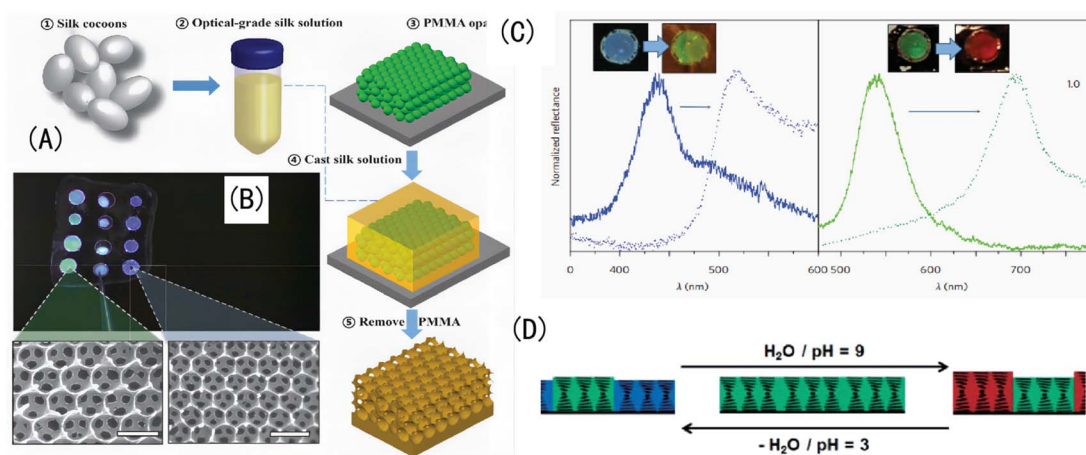 ① Silk cocoons
② Optical-grade silk solution
③ PMMA opa
(A)
④ Cast silk solution
(B)
⑤ Remove PMMA
(C)
Normalized reflectance
1.0
0 400 500 600 500 600 700
λ (nm) λ (nm)
(D)
H₂O / pH = 9
- H₂O / pH = 3